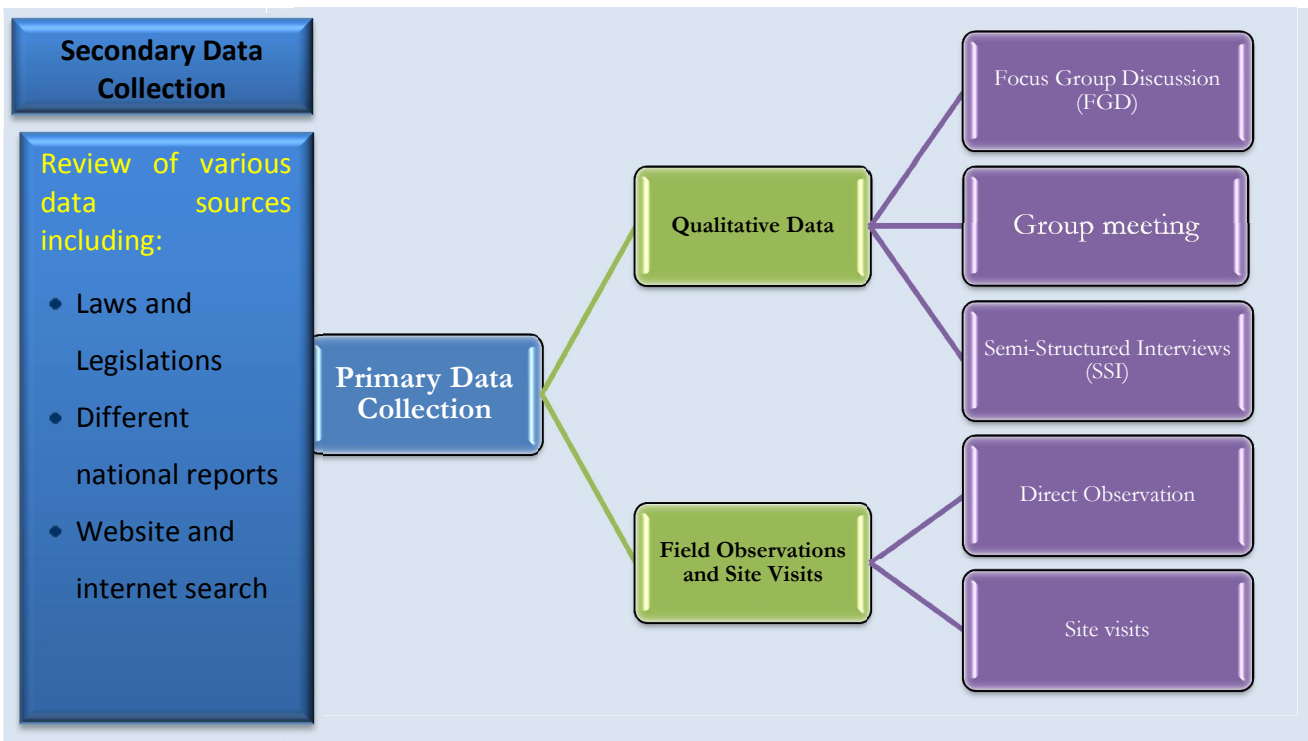 Secondary Data
Collection
Review of various
data sources
including:
Laws and
Legislations
Different
national reports
Website and
internet search
Primary Data
Collection
Qualitative Data
Field Observations
and Site Visits
Focus Group Discussion
(FGD)
Group meeting
Semi-Structured Interviews
(SSI)
Direct Observation
Site visits